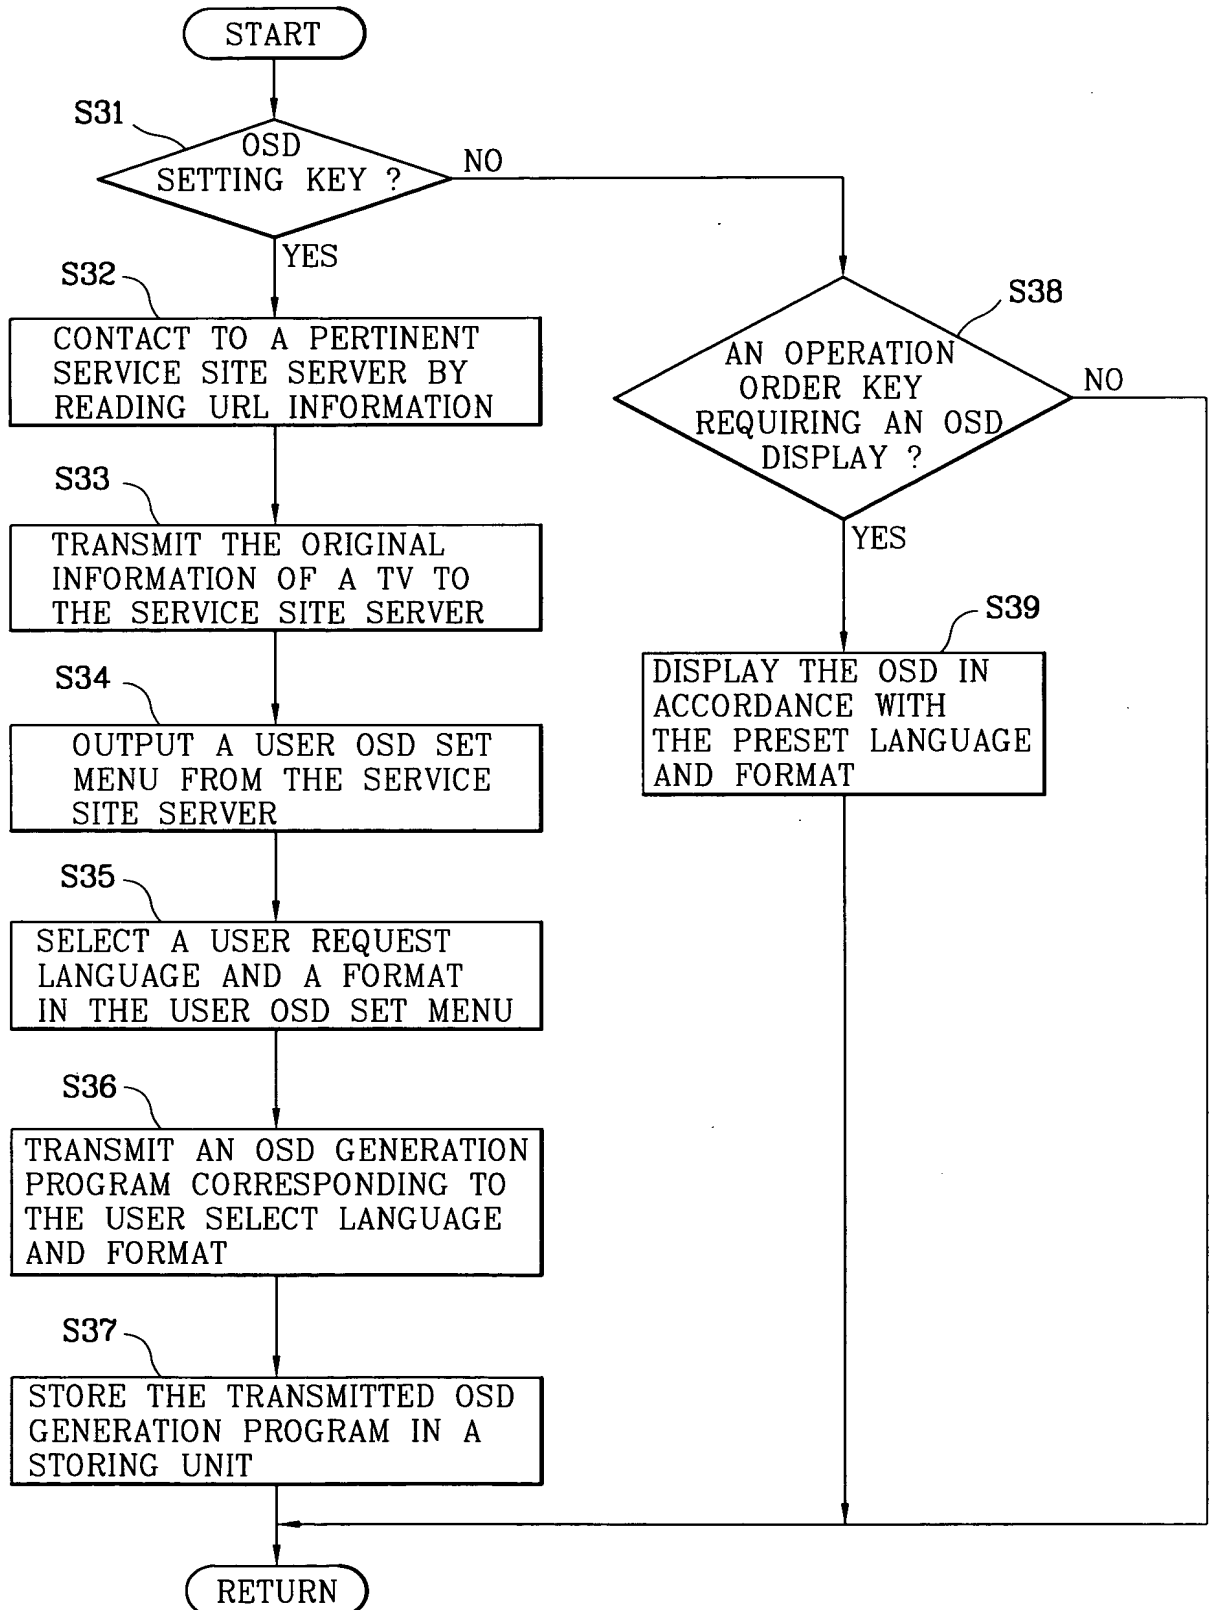 START
S31
OSD
SETTING KEY ?
NO
YES
S32
CONTACT TO A PERTINENT
SERVICE SITE SERVER BY
READING URL INFORMATION
S33
TRANSMIT THE ORIGINAL
INFORMATION OF A TV TO
THE SERVICE SITE SERVER
S34
OUTPUT A USER OSD SET
MENU FROM THE SERVICE
SITE SERVER
S35
SELECT A USER REQUEST
LANGUAGE AND A FORMAT
IN THE USER OSD SET MENU
S36
TRANSMIT AN OSD GENERATION
PROGRAM CORRESPONDING TO
THE USER SELECT LANGUAGE
AND FORMAT
S37
STORE THE TRANSMITTED OSD
GENERATION PROGRAM IN A
STORING UNIT
S38
AN OPERATION
ORDER KEY
REQUIRING AN OSD
DISPLAY ?
NO
YES
S39
DISPLAY THE OSD IN
ACCORDANCE WITH
THE PRESET LANGUAGE
AND FORMAT
RETURN